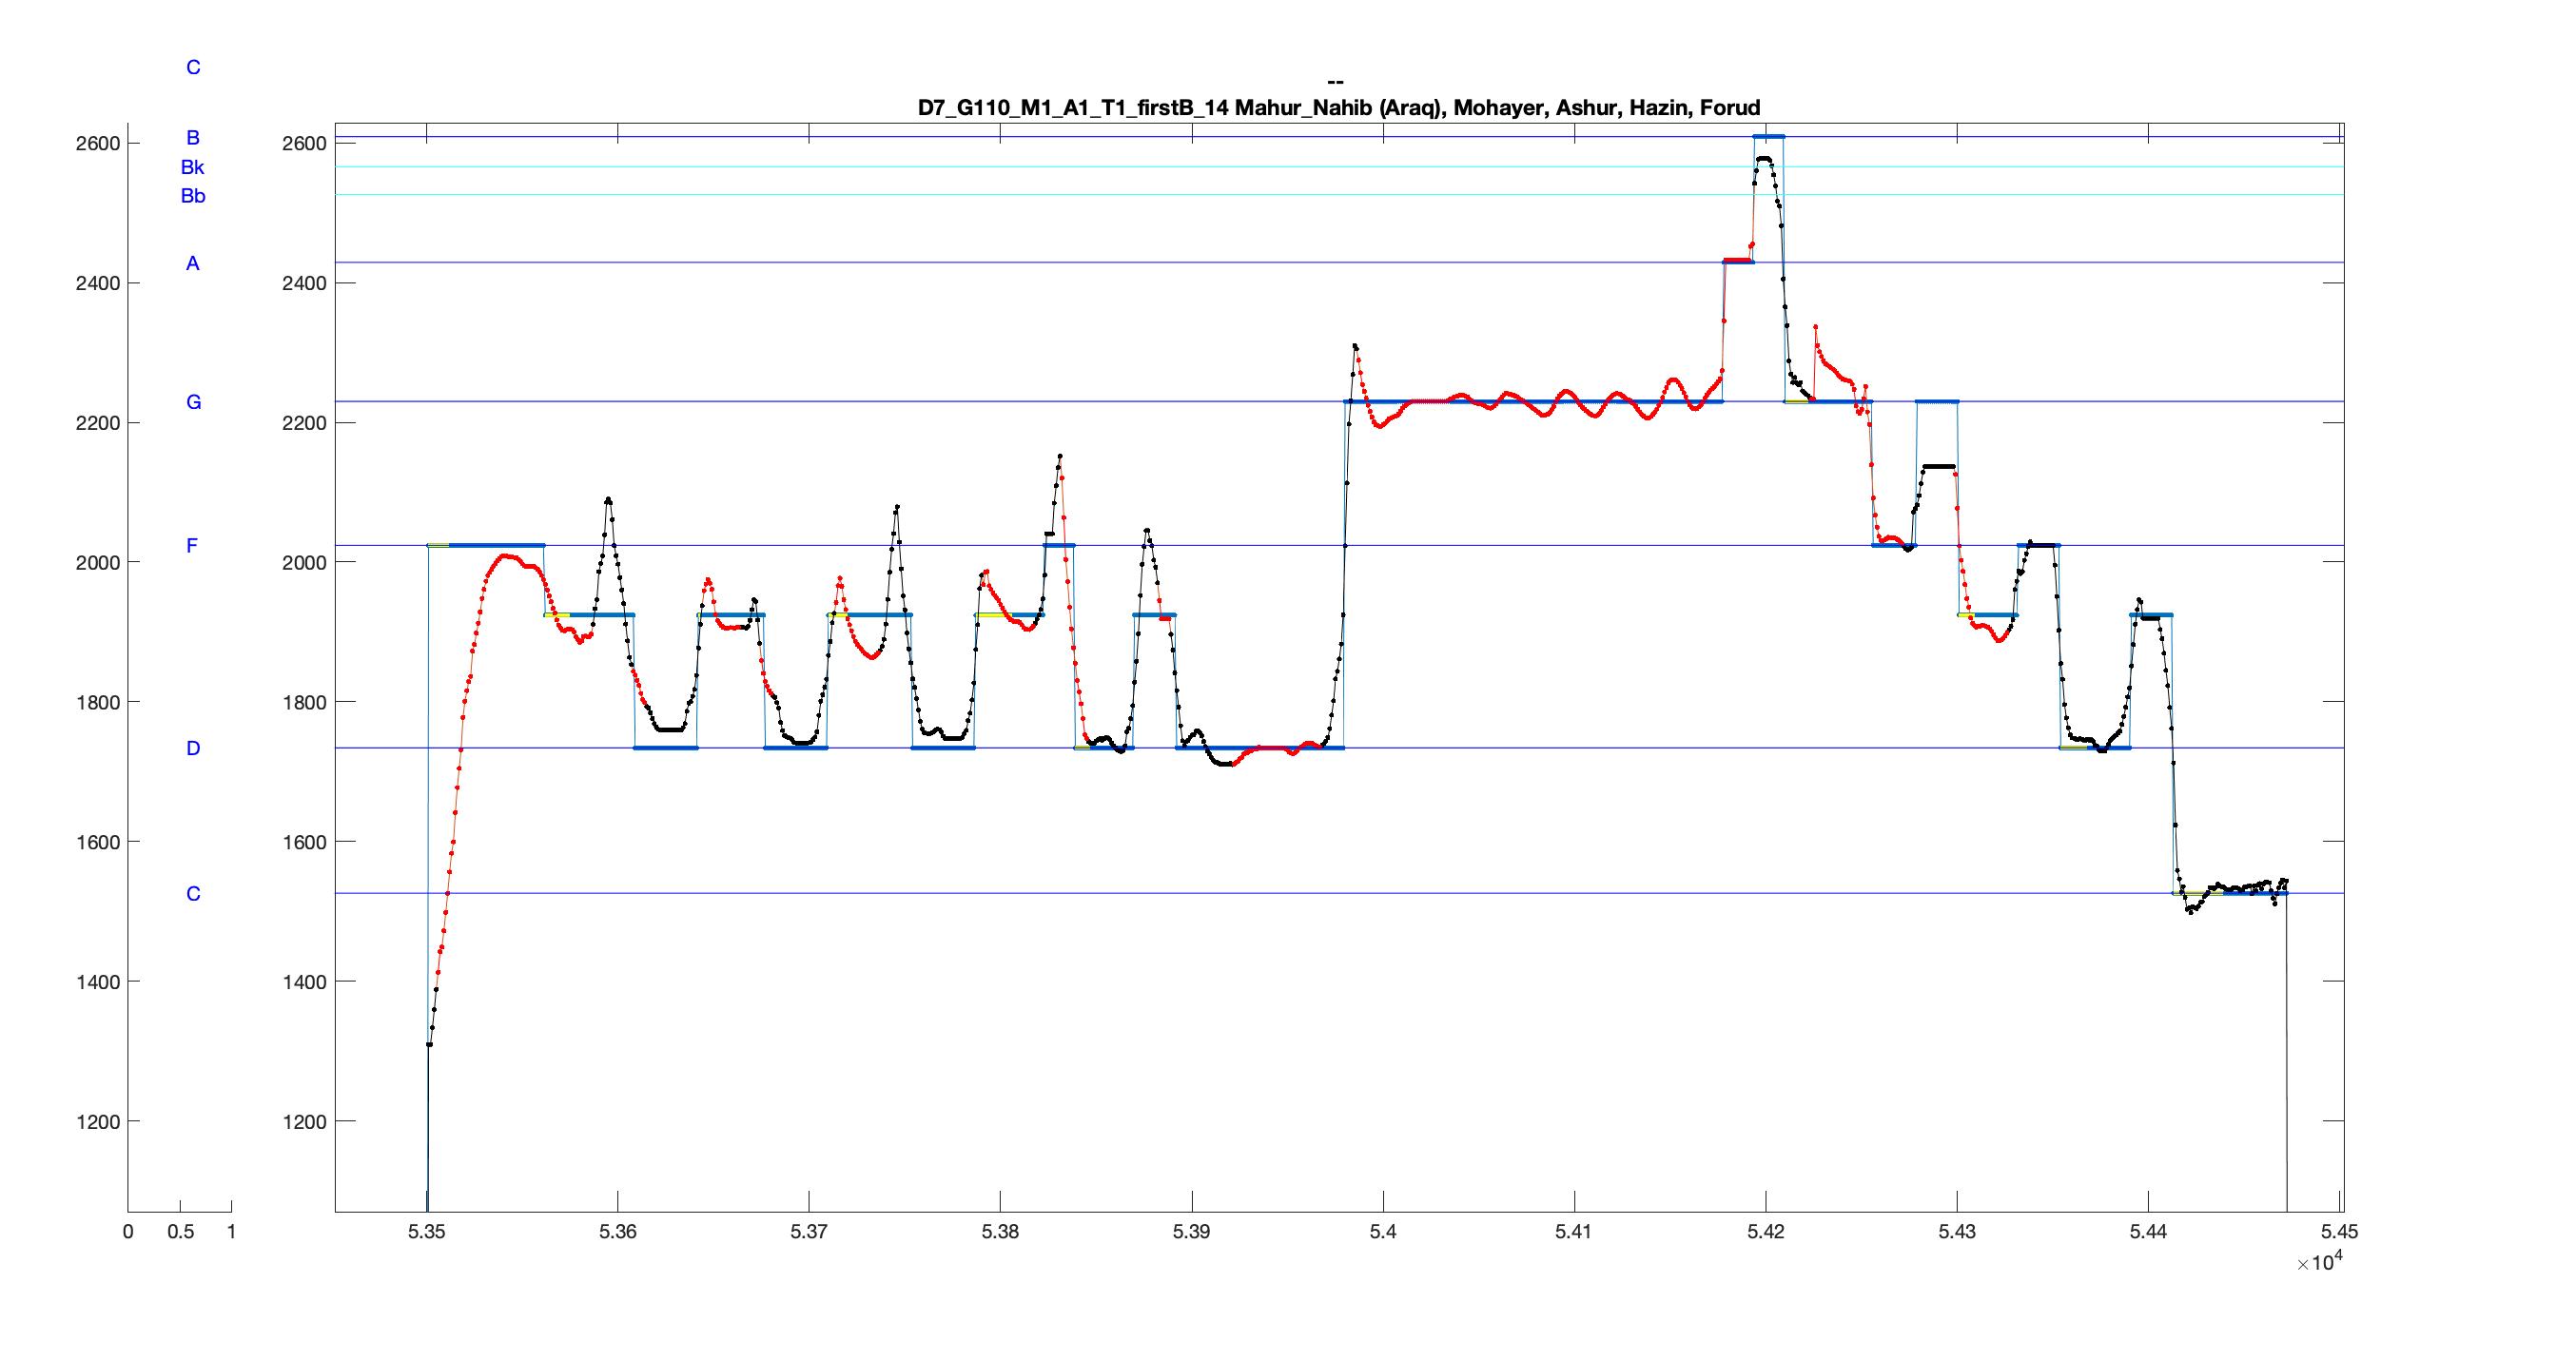 C
--
D7_G110_M1_A1_T1_firstB_14 Mahur_Nahib (Araq), Mohayer, Ashur, Hazin, Forud
2600 B 2600
Bk
Bb
A
2400 2400
G
2200 2200
F
2000 2000
1800 1800
D
1600 1600
C
1400 1400
1200 1200
0 0.5 1 5.35 5.36 5.37 5.38 5.39 5.4 5.41 5.42 5.43 5.44 5.45
×10⁴